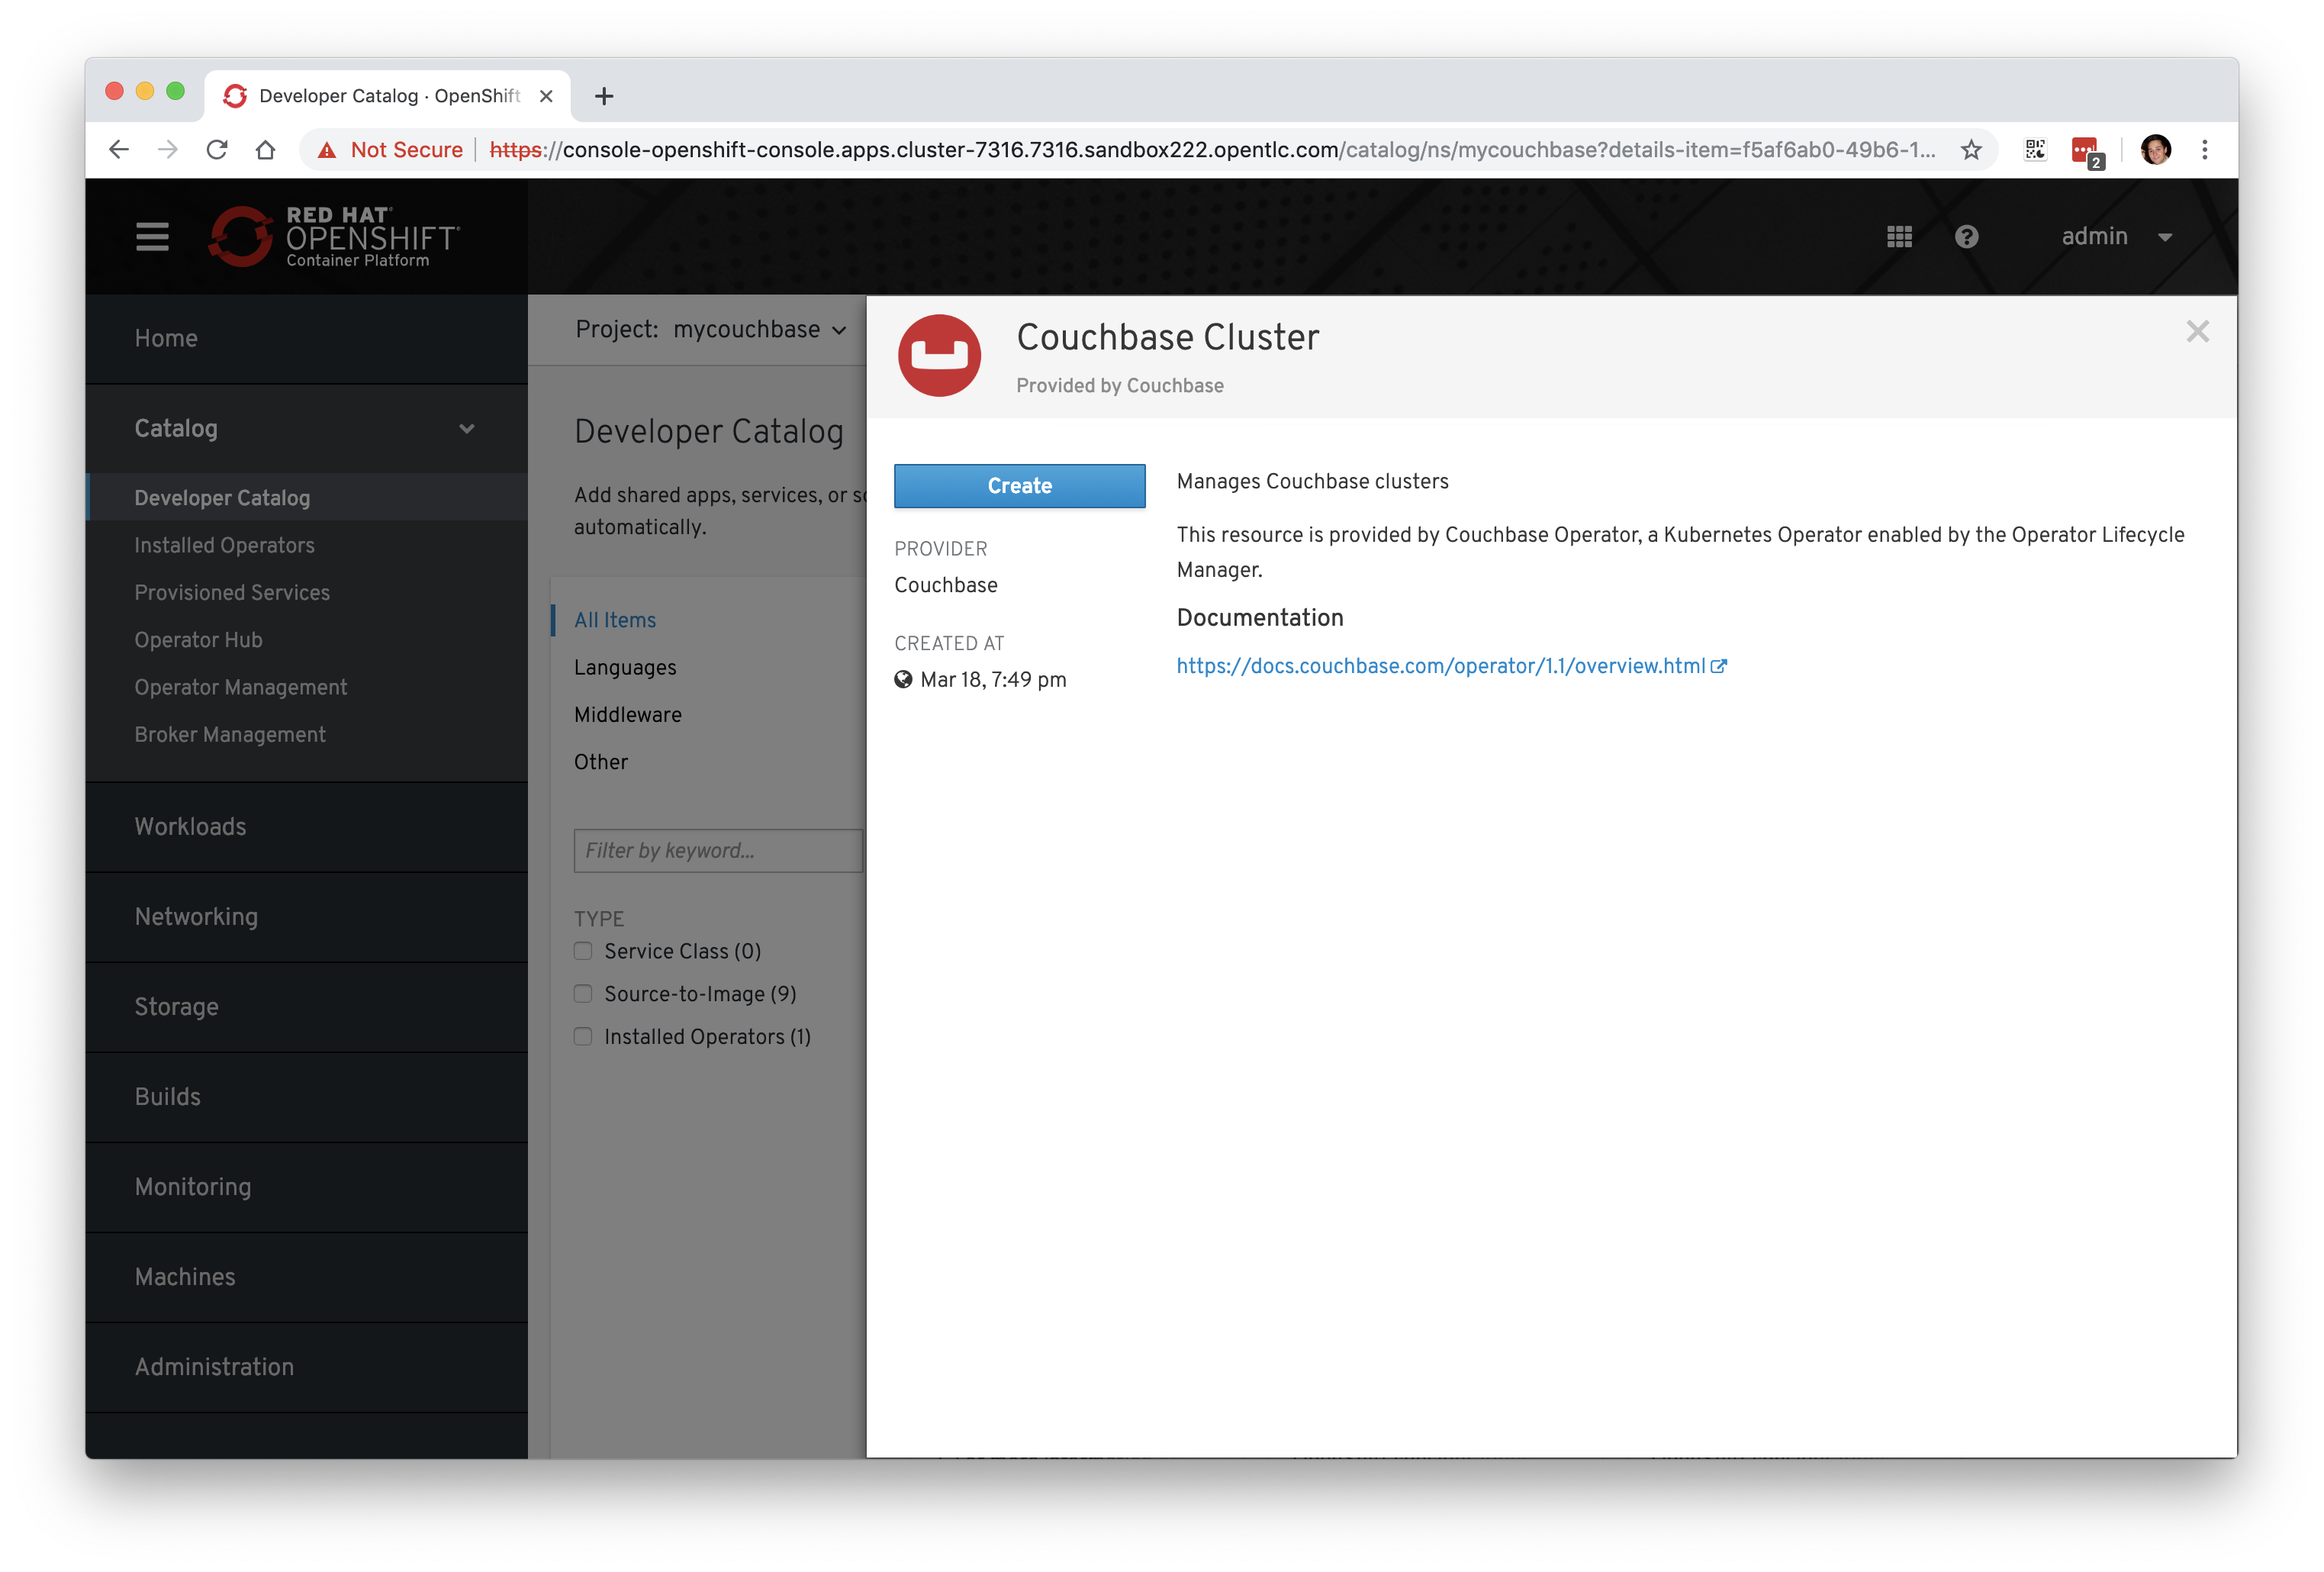 Developer Catalog · OpenShift
Not Secure
https://console-openshift-console.apps.cluster-7316.7316.sandbox222.opentlc.com/catalog/ns/mycouchbase?details-item=f5af6ab0-49b6-1...
2
RED HAT
OPENSHIFT
Container Platform
admin
Home
Catalog
Developer Catalog
Installed Operators
Provisioned Services
Operator Hub
Operator Management
Broker Management
Workloads
Networking
Storage
Builds
Monitoring
Machines
Administration
Project: mycouchbase
Developer Catalog
Add shared apps, services, or
automatically.
All Items
Languages
Middleware
Other
Filter by keyword...
TYPE
Service Class (0)
Source-to-Image (9)
Installed Operators (1)
Couchbase Cluster
Provided by Couchbase
Create
PROVIDER
Couchbase
CREATED AT
Mar 18, 7:49 pm
Manages Couchbase clusters
This resource is provided by Couchbase Operator, a Kubernetes Operator enabled by the Operator Lifecycle
Manager.
Documentation
https://docs.couchbase.com/operator/1.1/overview.html